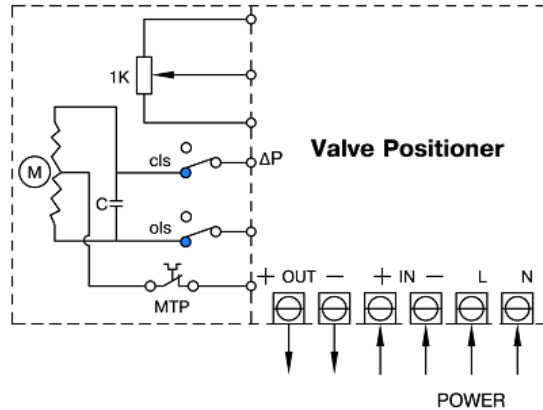 1K
Valve Positioner
cls
ΔP
M
C
ols
MTP
+ OUT − + IN − L N
POWER